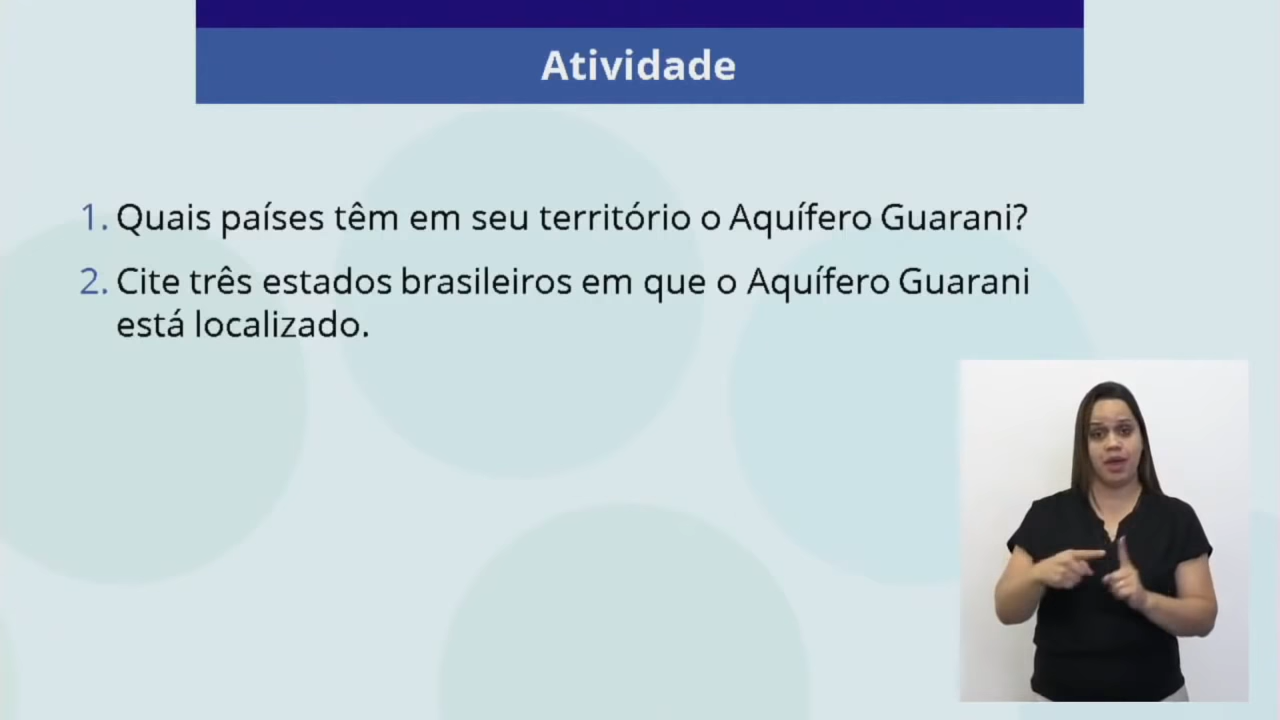 Atividade
1. Quais países têm em seu território o Aquífero Guarani?
2. Cite três estados brasileiros em que o Aquífero Guarani
está localizado.